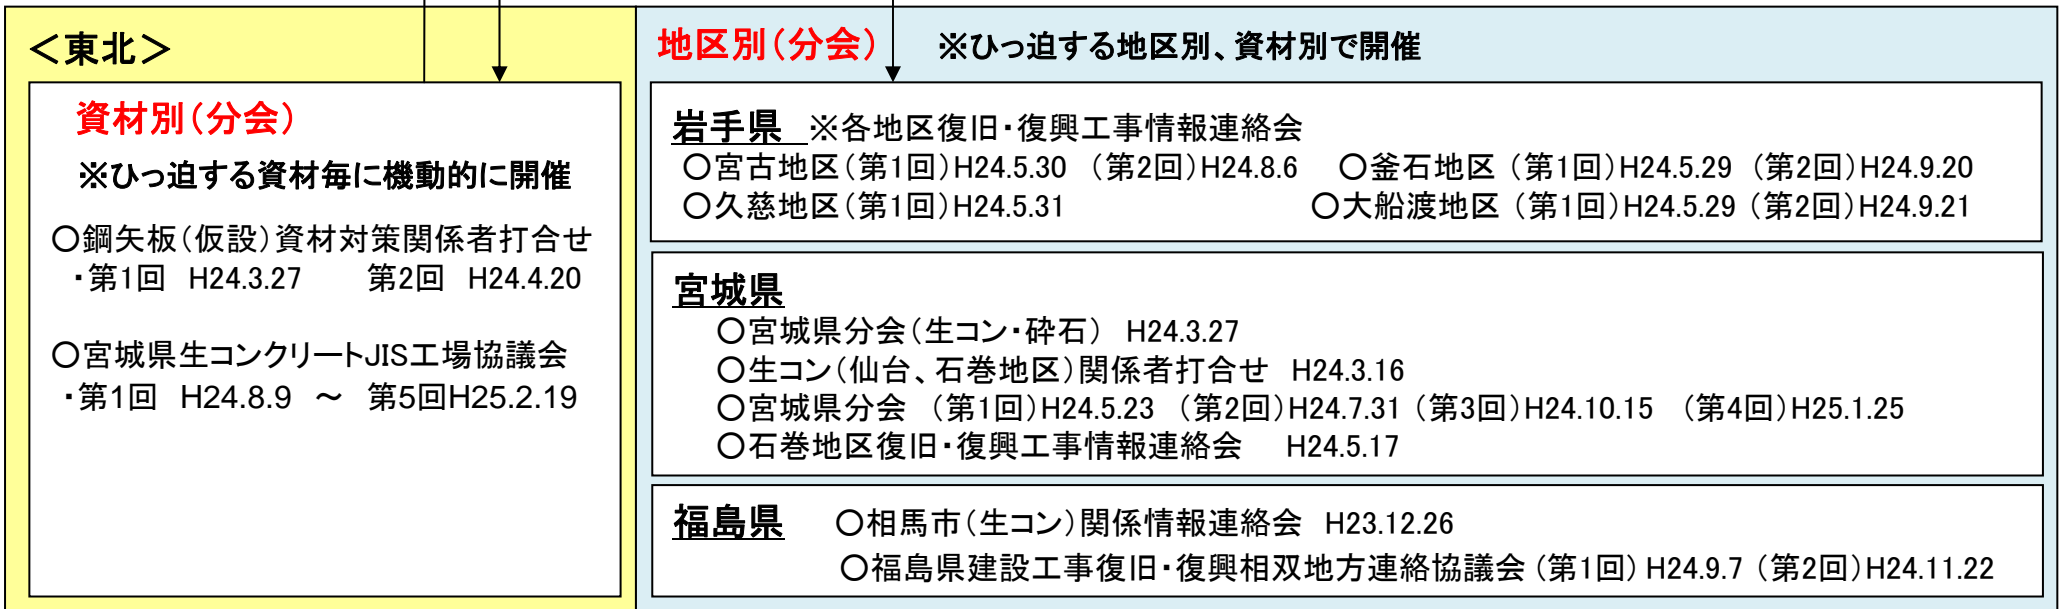 ＜東北＞
資材別（分会）
※ひっ迫する資材毎に機動的に開催
〇鋼矢板（仮設）資材対策関係者打合せ
・第1回　H24.3.27　　第2回　H24.4.20
〇宮城県生コンクリートJIS工場協議会
・第1回　H24.8.9　～　第5回H25.2.19
地区別（分会）　※ひっ迫する地区別、資材別で開催
岩手県　※各地区復旧・復興工事情報連絡会
〇宮古地区（第1回）H24.5.30　（第2回）H24.8.6　〇釜石地区（第1回）H24.5.29　（第2回）H24.9.20
〇久慈地区（第1回）H24.5.31　〇大船渡地区（第1回）H24.5.29（第2回）H24.9.21
宮城県
〇宮城県分会（生コン・砕石）　H24.3.27
〇生コン（仙台、石巻地区）関係者打合せ　H24.3.16
〇宮城県分会　（第1回）H24.5.23　（第2回）H24.7.31（第3回）H24.10.15　（第4回）H25.1.25
〇石巻地区復旧・復興工事情報連絡会　H24.5.17
福島県　〇相馬市（生コン）関係情報連絡会　H23.12.26
〇福島県建設工事復旧・復興相双地方連絡協議会（第1回）H24.9.7（第2回）H24.11.22